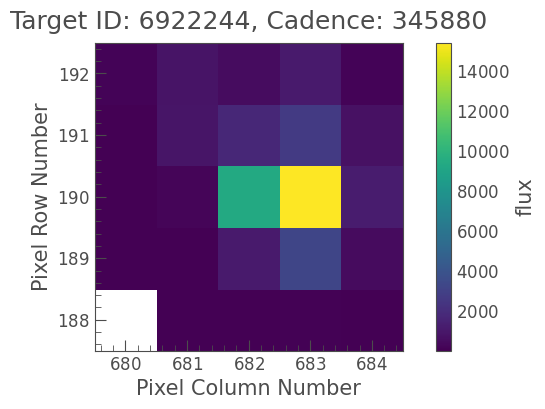 Target ID: 6922244, Cadence: 345880
192
191
190
189
188
Pixel Row Number
680 681 682 683 684
Pixel Column Number
14000
12000
10000
8000
6000
4000
2000
flux